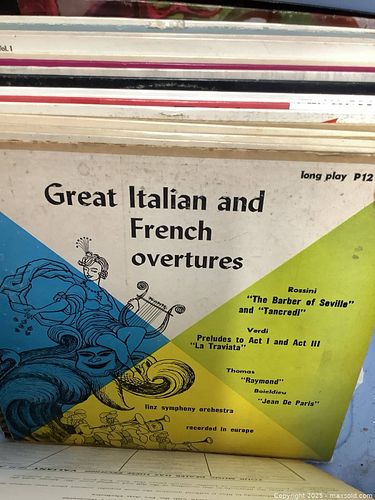 Vol. 1
long play P12
Great Italian and
French
overtures
Rossini
"The Barber of Seville"
and "Tancredi"
Verdi
Preludes to Act I and Act III
"La Traviata"
Thomas
"Raymond"
Boieldieu
"Jean De Paris"
linz symphony orchestra
recorded in europe
Copyright 2025 - maxsold.com